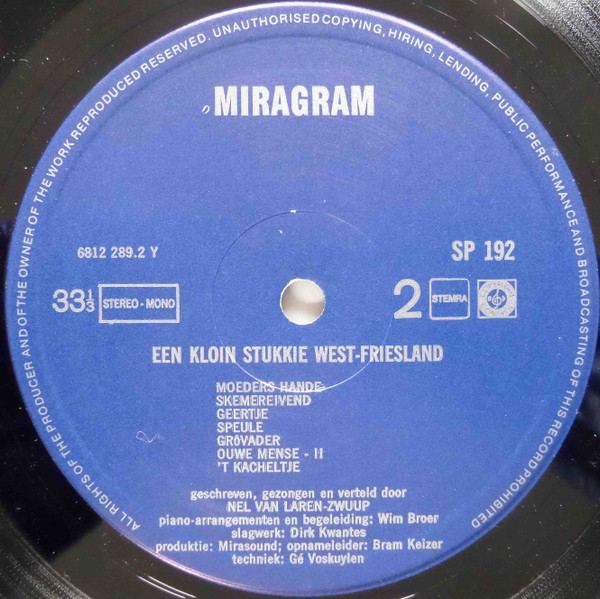 ALL RIGHTS OF THE PRODUCER AND OF THE OWNER OF THE WORK REPRODUCED RESERVED. UNAUTHORISED COPYING, HIRING, LENDING, PUBLIC PERFORMANCE AND BROADCASTING OF THIS RECORD PROHIBITED
MIRAGRAM
6812 289.2 Y
SP 192
33 1/3 STEREO - MONO
2 STEMRA
EEN KLOIN STUKKIE WEST-FRIESLAND
MOEDERS HANDE
SKEMEREIVEND
GEERTJE
SPEULE
GRÔVADER
OUWE MENSE - II
'T KACHELTJE
geschreven, gezongen en verteld door
NEL VAN LAREN-ZWUUP
piano-arrangementen en begeleiding: Wim Broer
slagwerk: Dirk Kwantes
produktie: Mirasound; opnameleider: Bram Keizer
techniek: Gé Voskuylen